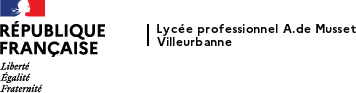 RÉPUBLIQUE
FRANÇAISE
Liberté
Égalité
Fraternité
Lycée professionnel A.de Musset
Villeurbanne